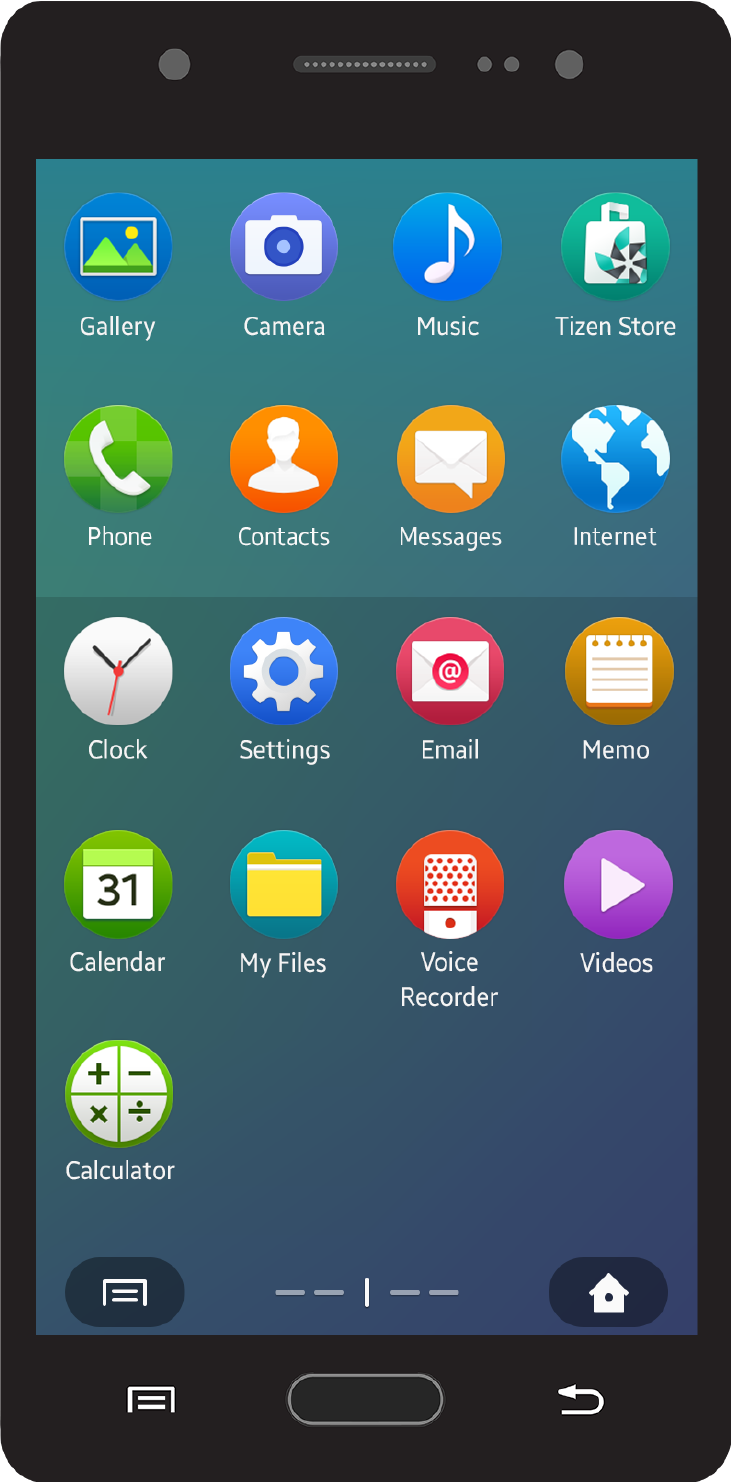 Gallery Camera Music Tizen Store
Phone Contacts Messages Internet
@
Clock Settings Email Memo
31
Calendar My Files Voice Recorder Videos
+ −
× ÷
Calculator